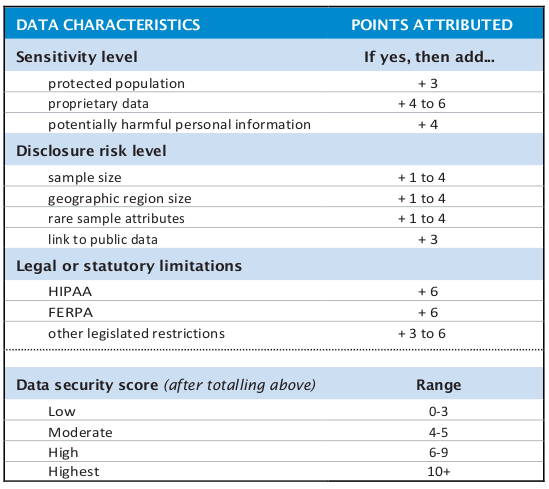 DATA CHARACTERISTICS POINTS ATTRIBUTED
Sensitivity level If yes, then add...
protected population + 3
proprietary data + 4 to 6
potentially harmful personal information + 4
Disclosure risk level
sample size + 1 to 4
geographic region size + 1 to 4
rare sample attributes + 1 to 4
link to public data + 3
Legal or statutory limitations
HIPAA + 6
FERPA + 6
other legislated restrictions + 3 to 6
Data security score (after totalling above) Range
Low 0-3
Moderate 4-5
High 6-9
Highest 10+